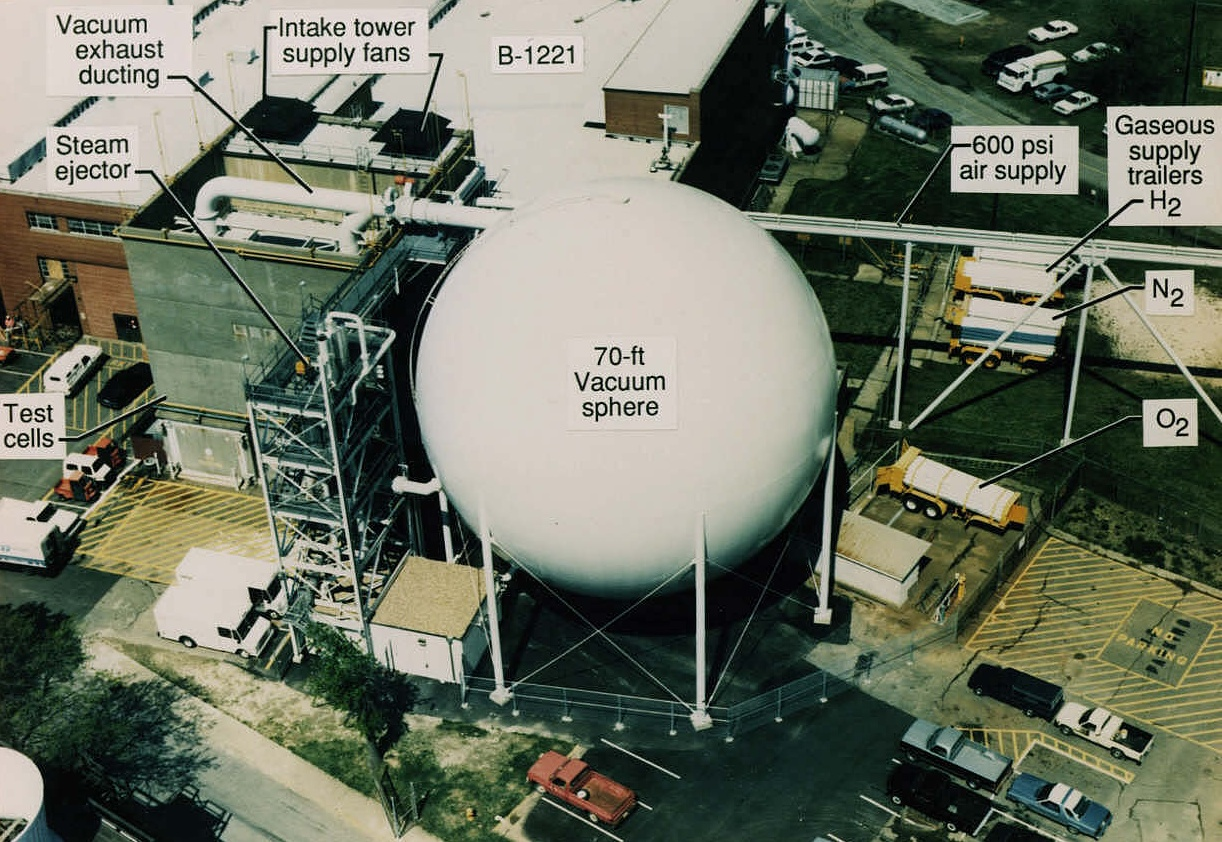 Vacuum
exhaust
ducting
Intake tower
supply fans
B-1221
Steam
ejector
600 psi
air supply
Gaseous
supply
trailers
H2
N2
70-ft
Vacuum
sphere
Test
cells
O2
NO
PARKING